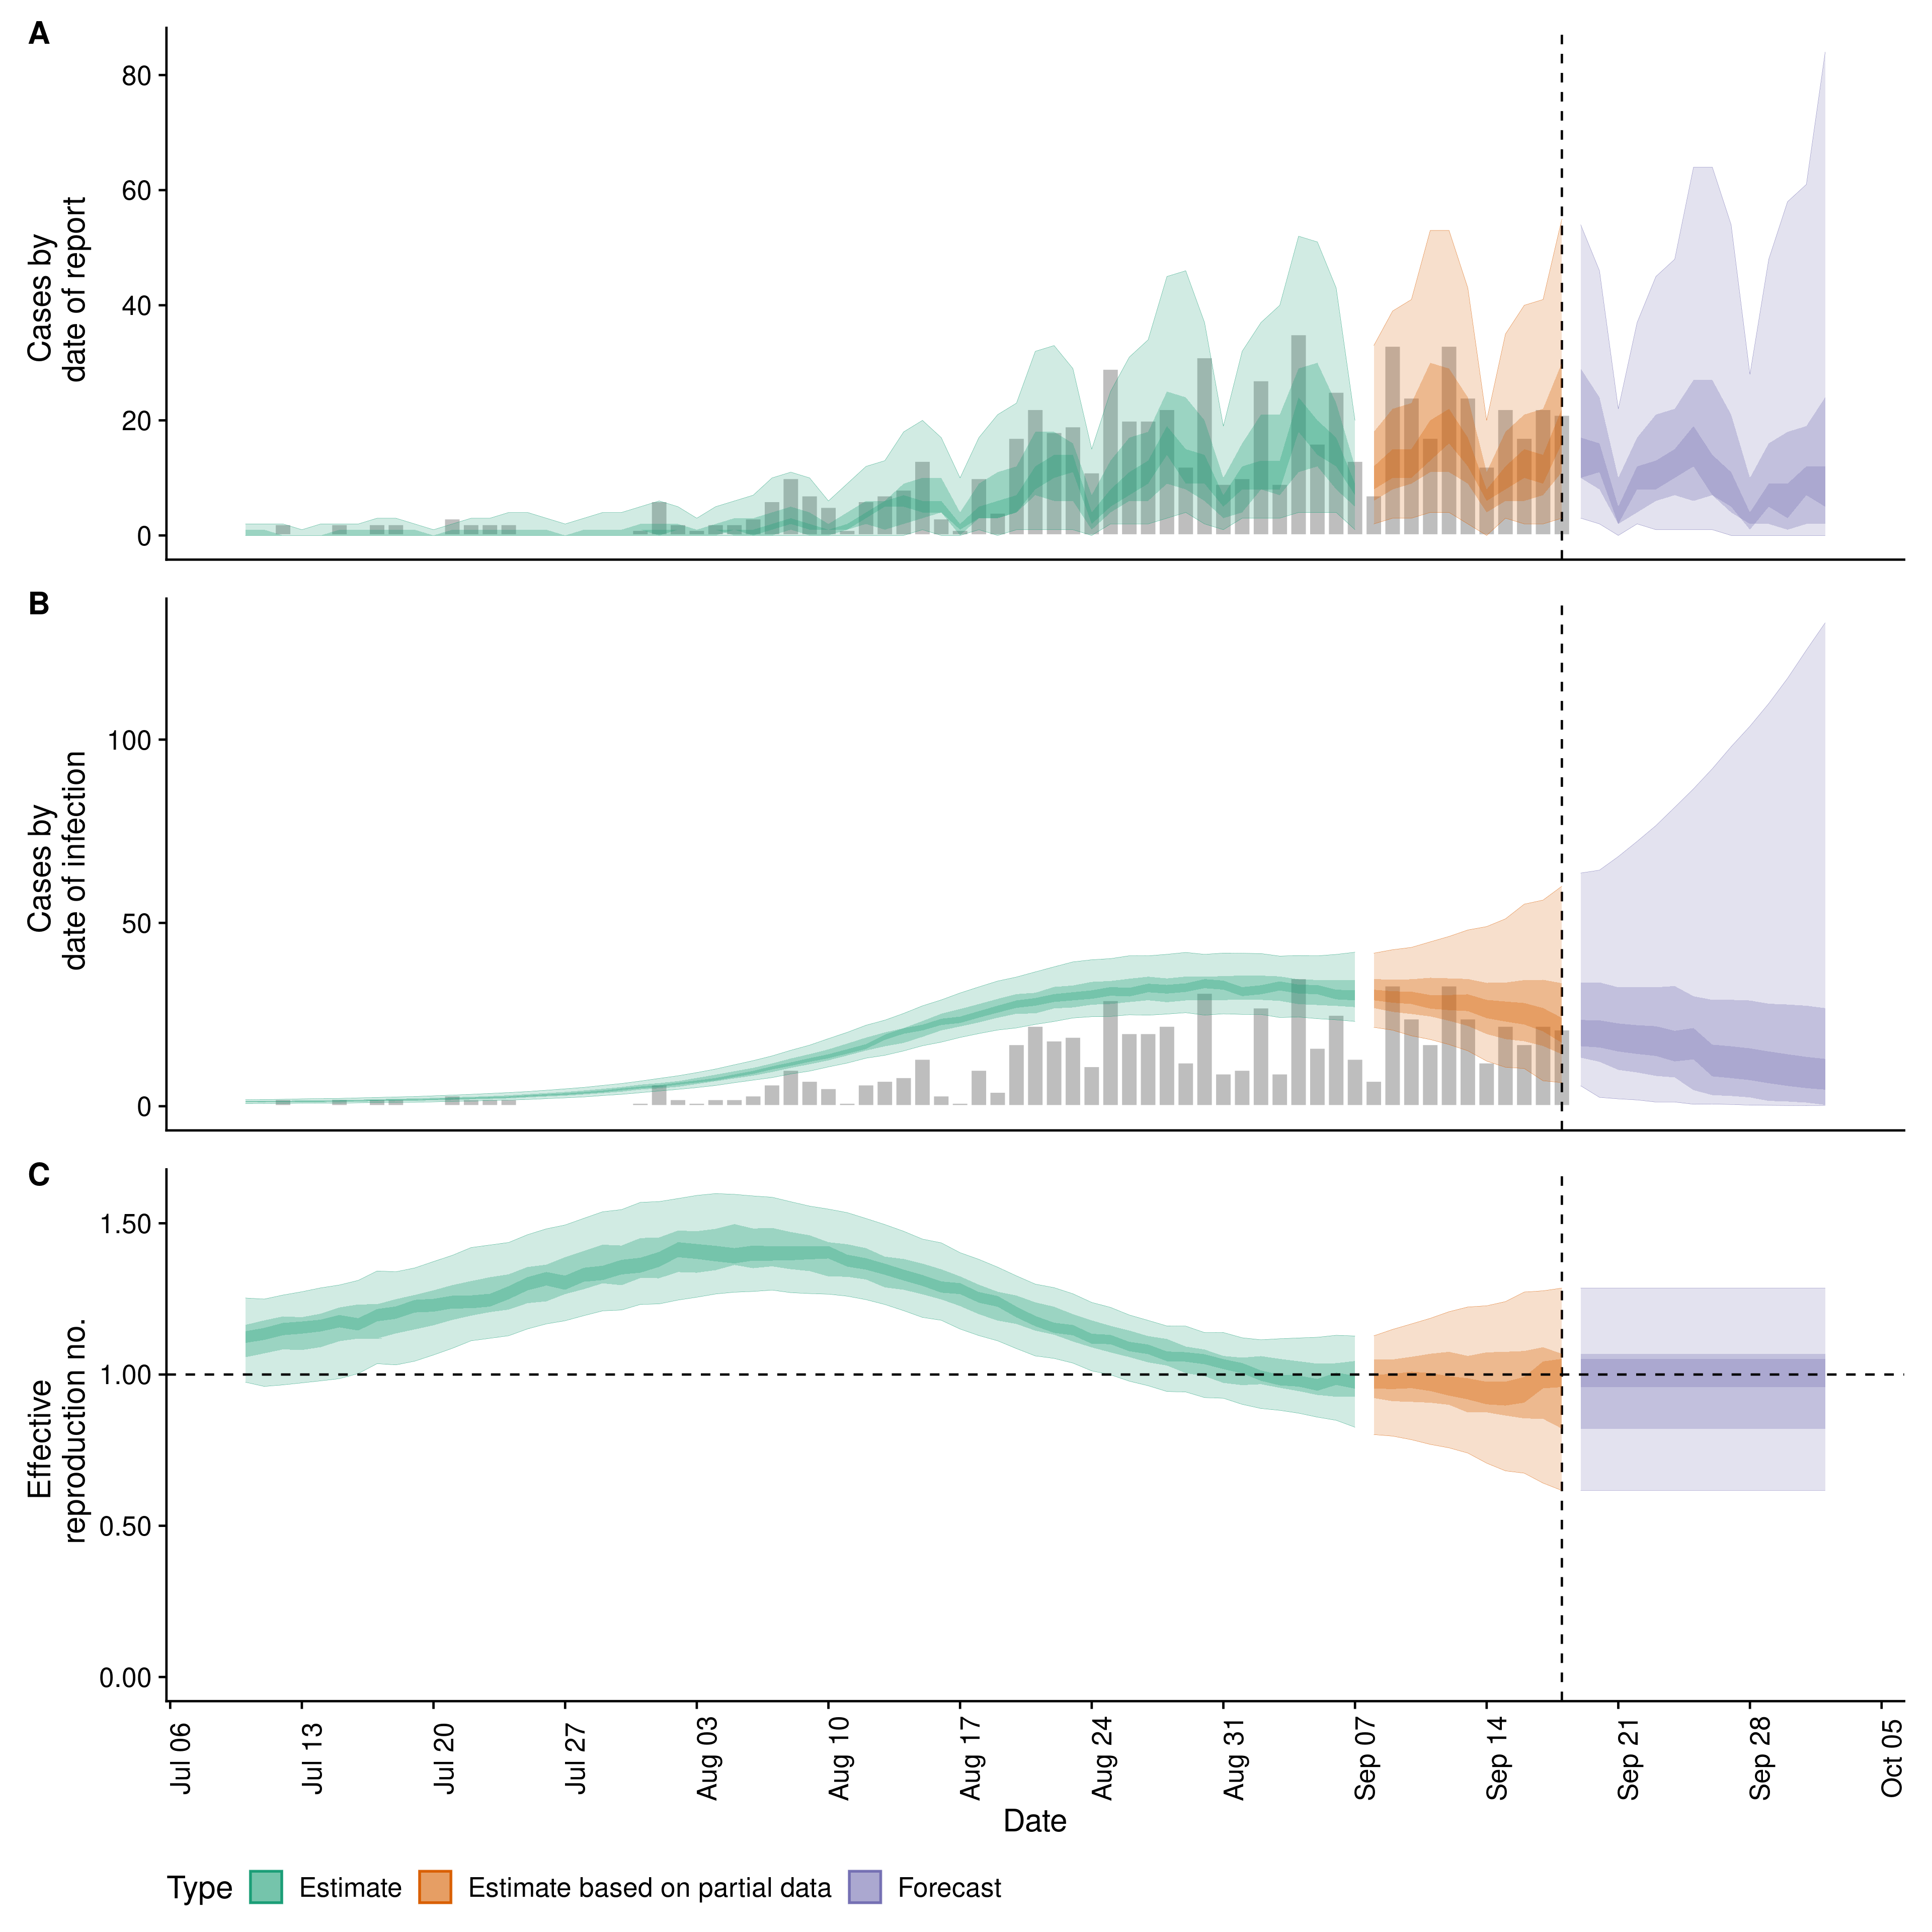 A
Cases by
date of report
80
60
40
20
0
B
Cases by
date of infection
100
50
0
C
Effective
reproduction no.
1.50
1.00
0.50
0.00
Jul 06
Jul 13
Jul 20
Jul 27
Aug 03
Aug 10
Aug 17
Aug 24
Aug 31
Sep 07
Sep 14
Sep 21
Sep 28
Oct 05
Date
Type Estimate Estimate based on partial data Forecast